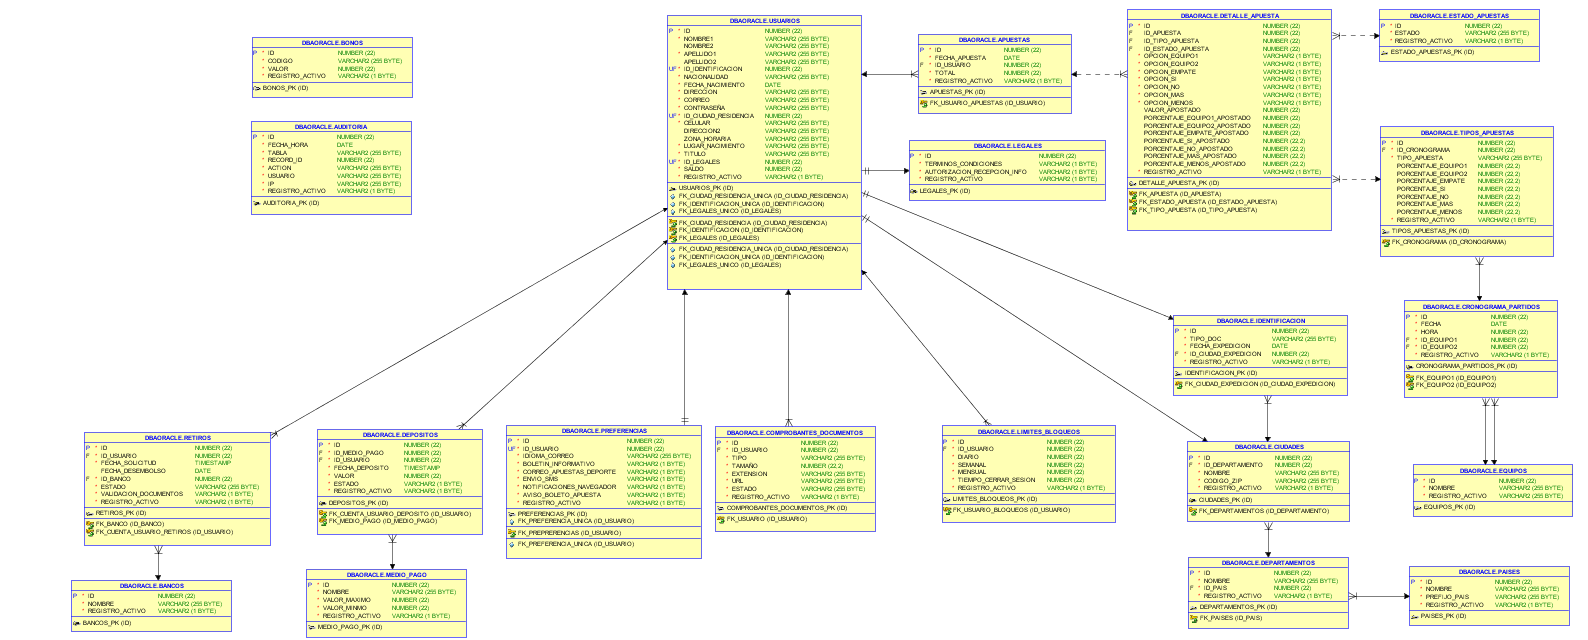 DBAORACLE.BONOS
P * ID NUMBER (22)
* CODIGO VARCHAR2 (255 BYTE)
* VALOR NUMBER (22)
* REGISTRO_ACTIVO VARCHAR2 (1 BYTE)
BONOS_PK (ID)
DBAORACLE.AUDITORIA
P * ID NUMBER (22)
* FECHA_HORA DATE
* TABLA VARCHAR2 (255 BYTE)
* RECORD_ID NUMBER (22)
* ACTION VARCHAR2 (255 BYTE)
* USUARIO VARCHAR2 (255 BYTE)
* IP VARCHAR2 (255 BYTE)
* REGISTRO_ACTIVO VARCHAR2 (1 BYTE)
AUDITORIA_PK (ID)
DBAORACLE.USUARIOS
P * ID NUMBER (22)
* NOMBRE1 VARCHAR2 (255 BYTE)
NOMBRE2 VARCHAR2 (255 BYTE)
* APELLIDO1 VARCHAR2 (255 BYTE)
APELLIDO2 VARCHAR2 (255 BYTE)
UF * ID_IDENTIFICACION NUMBER (22)
* NACIONALIDAD VARCHAR2 (255 BYTE)
* FECHA_NACIMIENTO DATE
* DIRECCION VARCHAR2 (255 BYTE)
* CORREO VARCHAR2 (255 BYTE)
* CONTRASEÑA VARCHAR2 (255 BYTE)
UF * ID_CIUDAD_RESIDENCIA NUMBER (22)
* CELULAR VARCHAR2 (255 BYTE)
DIRECCION2 VARCHAR2 (255 BYTE)
ZONA_HORARIA VARCHAR2 (255 BYTE)
* LUGAR_NACIMIENTO VARCHAR2 (255 BYTE)
* TITULO VARCHAR2 (255 BYTE)
UF * ID_LEGALES NUMBER (22)
* SALDO NUMBER (22)
* REGISTRO_ACTIVO VARCHAR2 (1 BYTE)
USUARIOS_PK (ID)
FK_CIUDAD_RESIDENCIA_UNICA (ID_CIUDAD_RESIDENCIA)
FK_IDENTIFICACION_UNICA (ID_IDENTIFICACION)
FK_LEGALES_UNICO (ID_LEGALES)
FK_CIUDAD_RESIDENCIA (ID_CIUDAD_RESIDENCIA)
FK_IDENTIFICACION (ID_IDENTIFICACION)
FK_LEGALES (ID_LEGALES)
FK_CIUDAD_RESIDENCIA_UNICA (ID_CIUDAD_RESIDENCIA)
FK_IDENTIFICACION_UNICA (ID_IDENTIFICACION)
FK_LEGALES_UNICO (ID_LEGALES)
DBAORACLE.APUESTAS
P * ID NUMBER (22)
* FECHA_APUESTA DATE
F * ID_USUARIO NUMBER (22)
* TOTAL NUMBER (22)
* REGISTRO_ACTIVO VARCHAR2 (1 BYTE)
APUESTAS_PK (ID)
FK_USUARIO_APUESTAS (ID_USUARIO)
DBAORACLE.LEGALES
P * ID NUMBER (22)
* TERMINOS_CONDICIONES VARCHAR2 (1 BYTE)
* AUTORIZACION_RECEPCION_INFO VARCHAR2 (1 BYTE)
* REGISTRO_ACTIVO VARCHAR2 (1 BYTE)
LEGALES_PK (ID)
DBAORACLE.DETALLE_APUESTA
P * ID NUMBER (22)
F ID_APUESTA NUMBER (22)
F ID_TIPO_APUESTA NUMBER (22)
F ID_ESTADO_APUESTA NUMBER (22)
* OPCION_EQUIPO1 VARCHAR2 (1 BYTE)
* OPCION_EQUIPO2 VARCHAR2 (1 BYTE)
* OPCION_EMPATE VARCHAR2 (1 BYTE)
* OPCION_SI VARCHAR2 (1 BYTE)
* OPCION_NO VARCHAR2 (1 BYTE)
* OPCION_MAS VARCHAR2 (1 BYTE)
* OPCION_MENOS VARCHAR2 (1 BYTE)
VALOR_APOSTADO NUMBER (22)
PORCENTAJE_EQUIPO1_APOSTADO NUMBER (22,2)
PORCENTAJE_EQUIPO2_APOSTADO NUMBER (22,2)
PORCENTAJE_EMPATE_APOSTADO NUMBER (22,2)
PORCENTAJE_SI_APOSTADO NUMBER (22,2)
PORCENTAJE_NO_APOSTADO NUMBER (22,2)
PORCENTAJE_MAS_APOSTADO NUMBER (22,2)
PORCENTAJE_MENOS_APOSTADO NUMBER (22,2)
* REGISTRO_ACTIVO VARCHAR2 (1 BYTE)
DETALLE_APUESTA_PK (ID)
FK_APUESTA (ID_APUESTA)
FK_ESTADO_APUESTA (ID_ESTADO_APUESTA)
FK_TIPO_APUESTA (ID_TIPO_APUESTA)
DBAORACLE.ESTADO_APUESTAS
P * ID NUMBER (22)
* ESTADO VARCHAR2 (255 BYTE)
* REGISTRO_ACTIVO VARCHAR2 (1 BYTE)
ESTADO_APUESTAS_PK (ID)
DBAORACLE.TIPOS_APUESTAS
P * ID NUMBER (22)
F * ID_CRONOGRAMA NUMBER (22)
* TIPO_APUESTA VARCHAR2 (255 BYTE)
PORCENTAJE_EQUIPO1 NUMBER (22,2)
PORCENTAJE_EQUIPO2 NUMBER (22,2)
PORCENTAJE_EMPATE NUMBER (22,2)
PORCENTAJE_SI NUMBER (22,2)
PORCENTAJE_NO NUMBER (22,2)
PORCENTAJE_MAS NUMBER (22,2)
PORCENTAJE_MENOS NUMBER (22,2)
* REGISTRO_ACTIVO VARCHAR2 (1 BYTE)
TIPOS_APUESTAS_PK (ID)
FK_CRONOGRAMA (ID_CRONOGRAMA)
DBAORACLE.CRONOGRAMA_PARTIDOS
P * ID NUMBER (22)
* FECHA DATE
* HORA NUMBER (22)
F * ID_EQUIPO1 NUMBER (22)
F * ID_EQUIPO2 NUMBER (22)
* REGISTRO_ACTIVO VARCHAR2 (1 BYTE)
CRONOGRAMA_PARTIDOS_PK (ID)
FK_EQUIPO1 (ID_EQUIPO1)
FK_EQUIPO2 (ID_EQUIPO2)
DBAORACLE.IDENTIFICACION
P * ID NUMBER (22)
* TIPO_DOC VARCHAR2 (255 BYTE)
* FECHA_EXPEDICION DATE
F * ID_CIUDAD_EXPEDICION NUMBER (22)
* REGISTRO_ACTIVO VARCHAR2 (1 BYTE)
IDENTIFICACION_PK (ID)
FK_CIUDAD_EXPEDICION (ID_CIUDAD_EXPEDICION)
DBAORACLE.RETIROS
P * ID NUMBER (22)
F * ID_USUARIO NUMBER (22)
* FECHA_SOLICITUD TIMESTAMP
FECHA_DESEMBOLSO DATE
F * ID_BANCO NUMBER (22)
* ESTADO VARCHAR2 (255 BYTE)
* VALIDACION_DOCUMENTOS VARCHAR2 (1 BYTE)
* REGISTRO_ACTIVO VARCHAR2 (1 BYTE)
RETIROS_PK (ID)
FK_BANCO (ID_BANCO)
FK_CUENTA_USUARIO_RETIROS (ID_USUARIO)
DBAORACLE.DEPOSITOS
P * ID NUMBER (22)
F * ID_MEDIO_PAGO NUMBER (22)
F * ID_USUARIO NUMBER (22)
* FECHA_DEPOSITO TIMESTAMP
* VALOR NUMBER (22)
* ESTADO VARCHAR2 (1 BYTE)
* REGISTRO_ACTIVO VARCHAR2 (1 BYTE)
DEPOSITOS_PK (ID)
FK_CUENTA_USUARIO_DEPOSITO (ID_USUARIO)
FK_MEDIO_PAGO (ID_MEDIO_PAGO)
DBAORACLE.PREFERENCIAS
P * ID NUMBER (22)
UF * ID_USUARIO NUMBER (22)
* IDIOMA_CORREO VARCHAR2 (255 BYTE)
* BOLETIN_INFORMATIVO VARCHAR2 (1 BYTE)
* CORREO_APUESTAS_DEPORTE VARCHAR2 (1 BYTE)
* ENVIO_SMS VARCHAR2 (1 BYTE)
* NOTIFICACIONES_NAVEGADOR VARCHAR2 (1 BYTE)
* AVISO_BOLETO_APUESTA VARCHAR2 (1 BYTE)
* REGISTRO_ACTIVO VARCHAR2 (1 BYTE)
PREFERENCIAS_PK (ID)
FK_PREFERENCIA_UNICA (ID_USUARIO)
FK_PREPRERENCIAS (ID_USUARIO)
FK_PREFERENCIA_UNICA (ID_USUARIO)
DBAORACLE.COMPROBANTES_DOCUMENTOS
P * ID NUMBER (22)
F * ID_USUARIO NUMBER (22)
* TIPO VARCHAR2 (255 BYTE)
* TAMAÑO NUMBER (22,2)
* EXTENSION VARCHAR2 (255 BYTE)
* URL VARCHAR2 (255 BYTE)
* ESTADO VARCHAR2 (255 BYTE)
* REGISTRO_ACTIVO VARCHAR2 (1 BYTE)
COMPROBANTES_DOCUMENTOS_PK (ID)
FK_USUARIO (ID_USUARIO)
DBAORACLE.LIMITES_BLOQUEOS
P * ID NUMBER (22)
F * ID_USUARIO NUMBER (22)
* DIARIO NUMBER (22)
* SEMANAL NUMBER (22)
* MENSUAL NUMBER (22)
* TIEMPO_CERRAR_SESION NUMBER (22)
* REGISTRO_ACTIVO VARCHAR2 (1 BYTE)
LIMITES_BLOQUEOS_PK (ID)
FK_USUARIO_BLOQUEOS (ID_USUARIO)
DBAORACLE.CIUDADES
P * ID NUMBER (22)
F * ID_DEPARTAMENTO NUMBER (22)
* NOMBRE VARCHAR2 (255 BYTE)
* CODIGO_ZIP VARCHAR2 (255 BYTE)
* REGISTRO_ACTIVO VARCHAR2 (1 BYTE)
CIUDADES_PK (ID)
FK_DEPARTAMENTOS (ID_DEPARTAMENTO)
DBAORACLE.EQUIPOS
P * ID NUMBER (22)
* NOMBRE VARCHAR2 (255 BYTE)
* REGISTRO_ACTIVO VARCHAR2 (255 BYTE)
EQUIPOS_PK (ID)
DBAORACLE.BANCOS
P * ID NUMBER (22)
* NOMBRE VARCHAR2 (255 BYTE)
* REGISTRO_ACTIVO VARCHAR2 (1 BYTE)
BANCOS_PK (ID)
DBAORACLE.MEDIO_PAGO
P * ID NUMBER (22)
* NOMBRE VARCHAR2 (255 BYTE)
* VALOR_MAXIMO NUMBER (22)
* VALOR_MINMO NUMBER (22)
* REGISTRO_ACTIVO VARCHAR2 (1 BYTE)
MEDIO_PAGO_PK (ID)
DBAORACLE.DEPARTAMENTOS
P * ID NUMBER (22)
* NOMBRE VARCHAR2 (255 BYTE)
F * ID_PAIS NUMBER (22)
* REGISTRO_ACTIVO VARCHAR2 (1 BYTE)
DEPARTAMENTOS_PK (ID)
FK_PAISES (ID_PAIS)
DBAORACLE.PAISES
P * ID NUMBER (22)
* NOMBRE VARCHAR2 (255 BYTE)
* PREFIJO_PAIS VARCHAR2 (255 BYTE)
* REGISTRO_ACTIVO VARCHAR2 (1 BYTE)
PAISES_PK (ID)